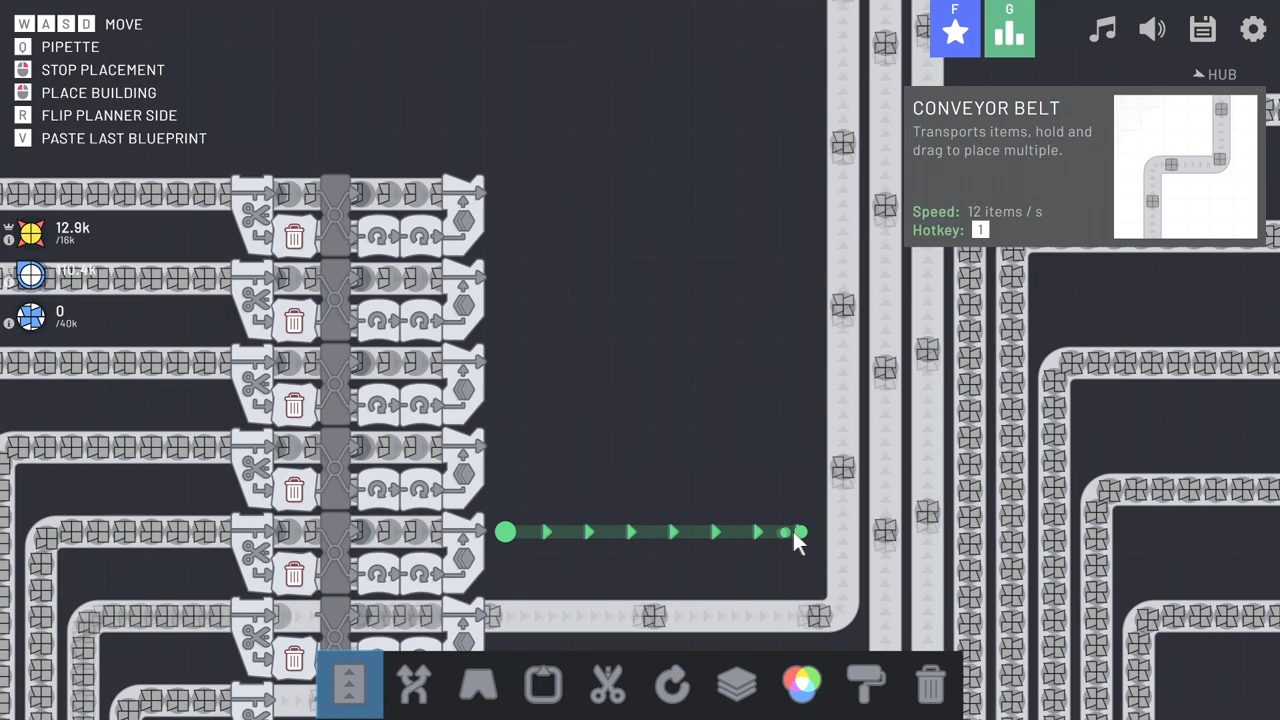 W A S D MOVE
Q PIPETTE
STOP PLACEMENT
PLACE BUILDING
R FLIP PLANNER SIDE
V PASTE LAST BLUEPRINT
F G
HUB
CONVEYOR BELT
Transports items, hold and
drag to place multiple.
Speed: 12 items / s
Hotkey: 1
12.9k
/16k
0
/40k